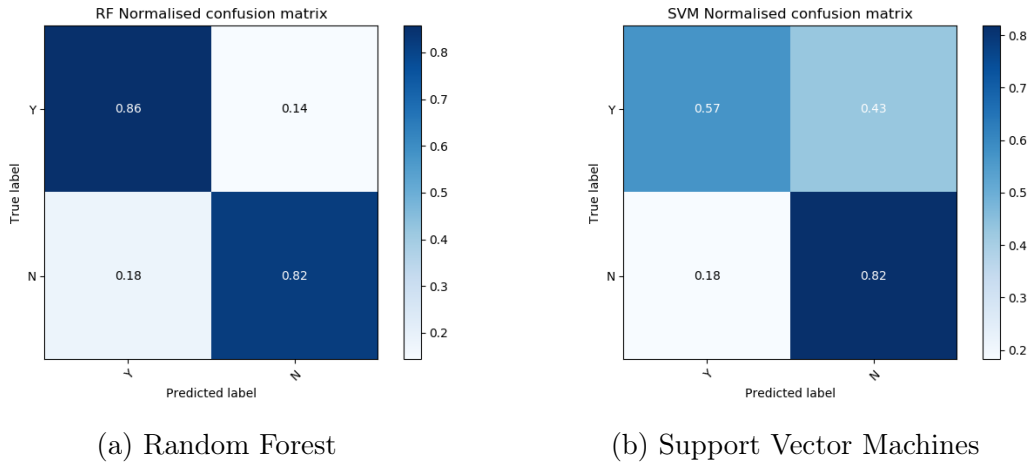 RF Normalised confusion matrix
Y
N
True label
0.86
0.14
0.18
0.82
Y
N
Predicted label
0.8
0.7
0.6
0.5
0.4
0.3
0.2
(a) Random Forest
SVM Normalised confusion matrix
Y
N
True label
0.57
0.43
0.18
0.82
Y
N
Predicted label
0.8
0.7
0.6
0.5
0.4
0.3
0.2
(b) Support Vector Machines